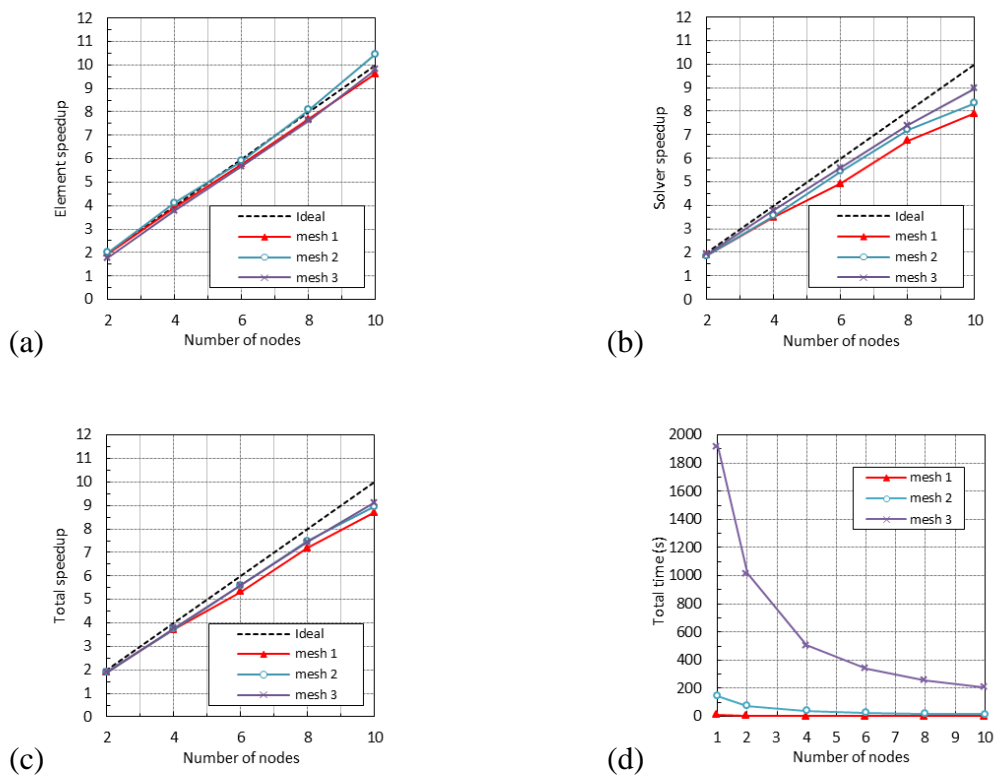 12
11
10
9
8
7
6
5
4
3
2
1
0
Element speedup
Ideal
mesh 1
mesh 2
mesh 3
2 4 6 8 10
Number of nodes
(a)
12
11
10
9
8
7
6
5
4
3
2
1
0
Solver speedup
Ideal
mesh 1
mesh 2
mesh 3
2 4 6 8 10
Number of nodes
(b)
12
11
10
9
8
7
6
5
4
3
2
1
0
Total speedup
Ideal
mesh 1
mesh 2
mesh 3
2 4 6 8 10
Number of nodes
(c)
2000
1800
1600
1400
1200
1000
800
600
400
200
0
Total time (s)
mesh 1
mesh 2
mesh 3
1 2 3 4 5 6 7 8 9 10
Number of nodes
(d)